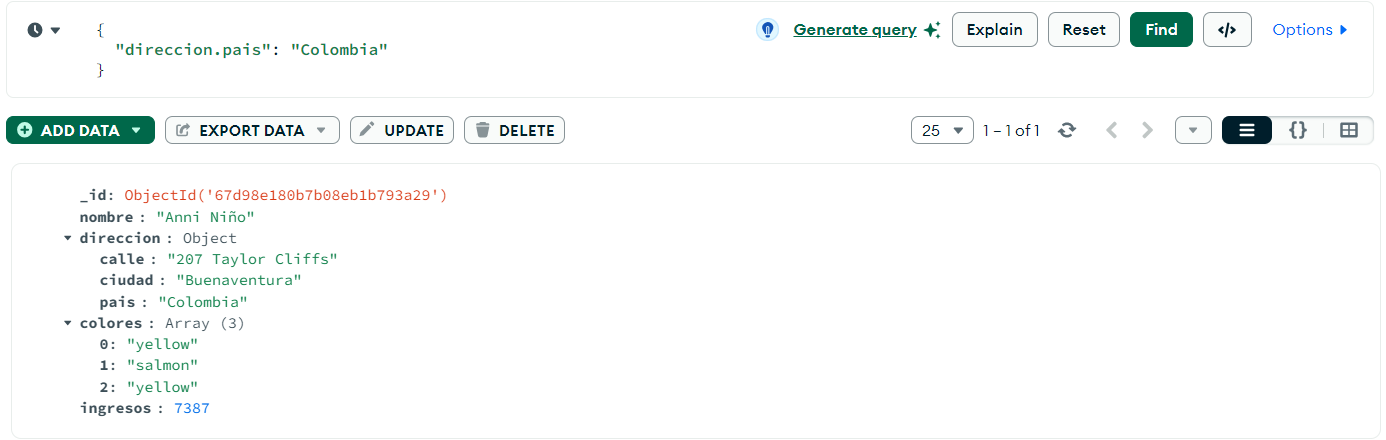 {
"direccion.pais": "Colombia"
}
Generate query Explain Reset Find </> Options
ADD DATA EXPORT DATA UPDATE DELETE 25 1 – 1 of 1 {}
_id: ObjectId('67d98e180b7b08eb1b793a29')
nombre : "Anni Niño"
direccion : Object
calle : "207 Taylor Cliffs"
ciudad : "Buenaventura"
pais : "Colombia"
colores : Array (3)
0: "yellow"
1: "salmon"
2: "yellow"
ingresos : 7387